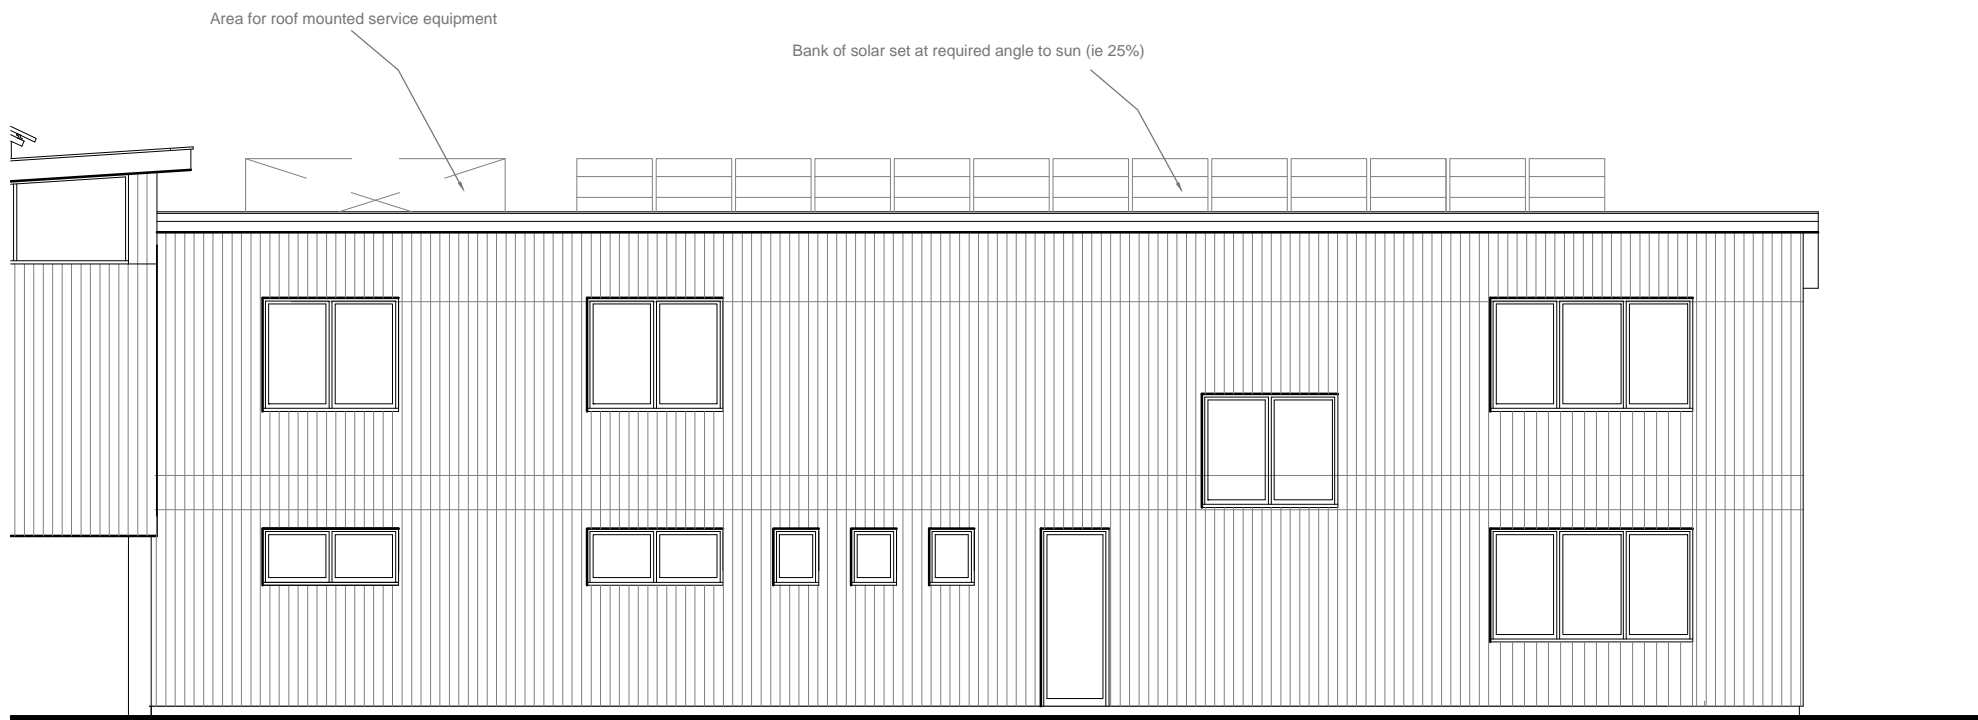 Area for roof mounted service equipment
Bank of solar set at required angle to sun (ie 25%)